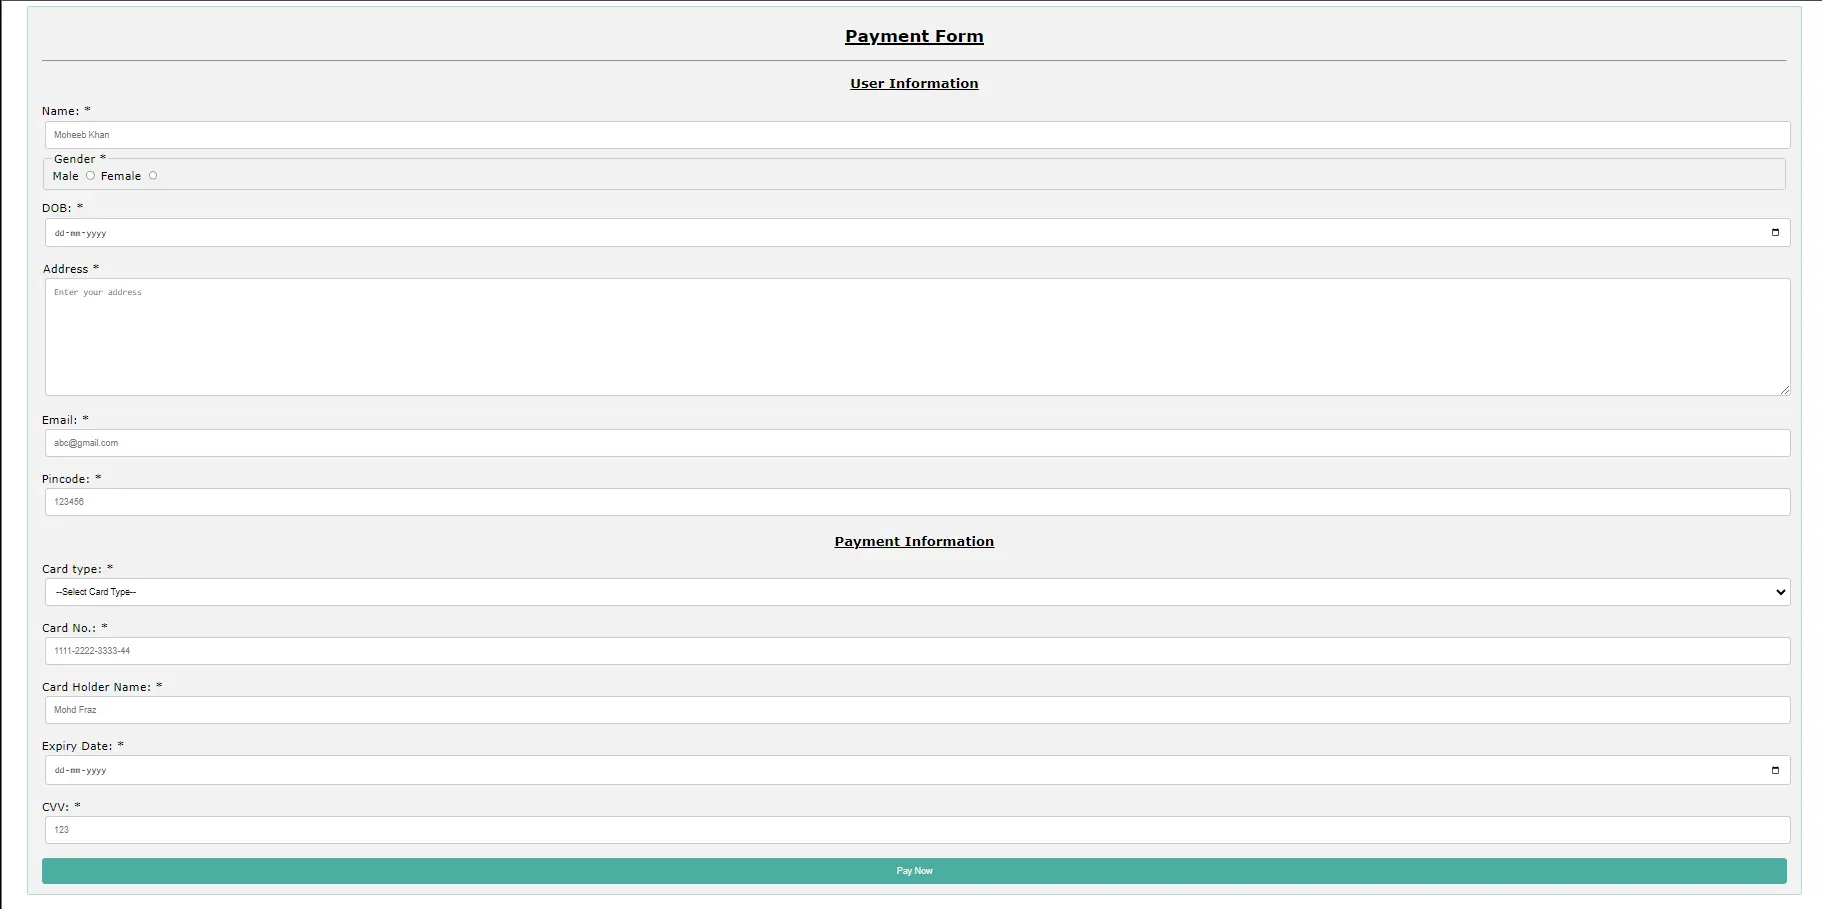 Payment Form
User Information
Name: *
Moheeb Khan
Gender *
Male Female
DOB: *
dd-mm-yyyy
Address *
Enter your address
Email: *
abc@gmail.com
Pincode: *
123456
Payment Information
Card type: *
--Select Card Type--
Card No.: *
1111-2222-3333-44
Card Holder Name: *
Mohd Fraz
Expiry Date: *
dd-mm-yyyy
CVV: *
123
Pay Now